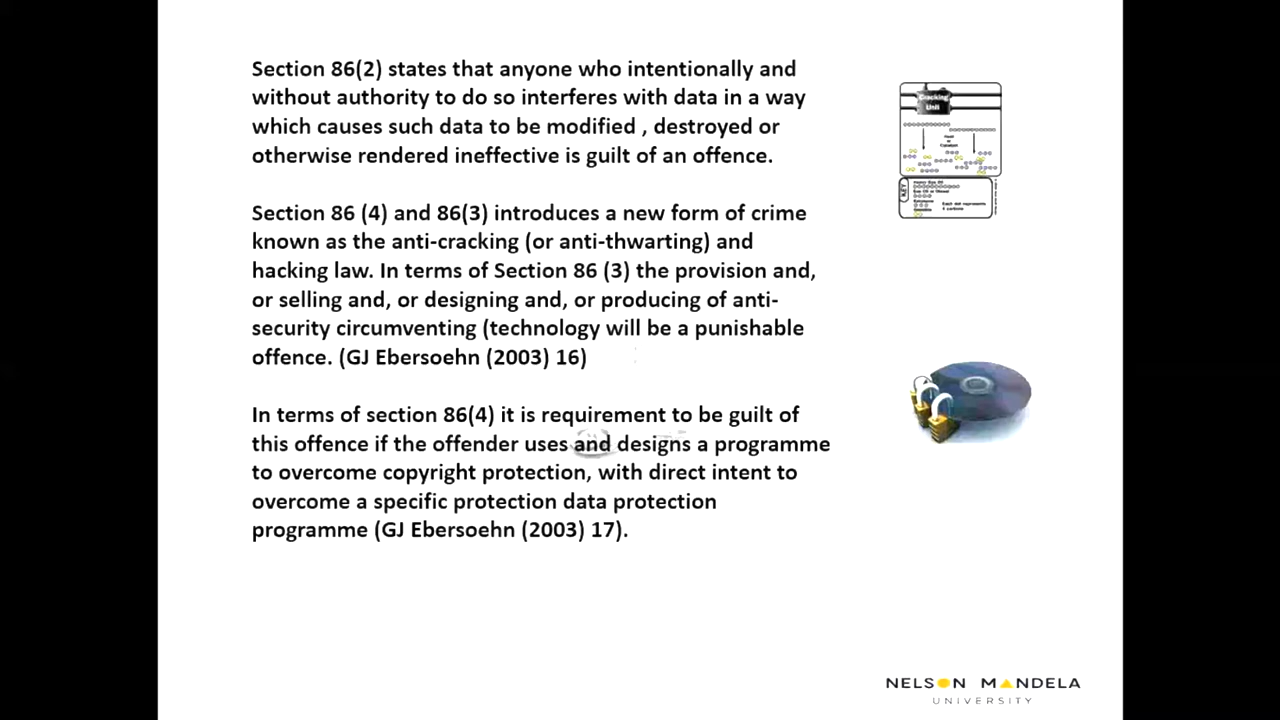 Section 86(2) states that anyone who intentionally and
without authority to do so interferes with data in a way
which causes such data to be modified , destroyed or
otherwise rendered ineffective is guilt of an offence.
Section 86 (4) and 86(3) introduces a new form of crime
known as the anti-cracking (or anti-thwarting) and
hacking law. In terms of Section 86 (3) the provision and,
or selling and, or designing and, or producing of anti-
security circumventing (technology will be a punishable
offence. (GJ Ebersoehn (2003) 16)
In terms of section 86(4) it is requirement to be guilt of
this offence if the offender uses and designs a programme
to overcome copyright protection, with direct intent to
overcome a specific protection data protection
programme (GJ Ebersoehn (2003) 17).
Cracking
Unit
KEY
NELSON MANDELA
UNIVERSITY